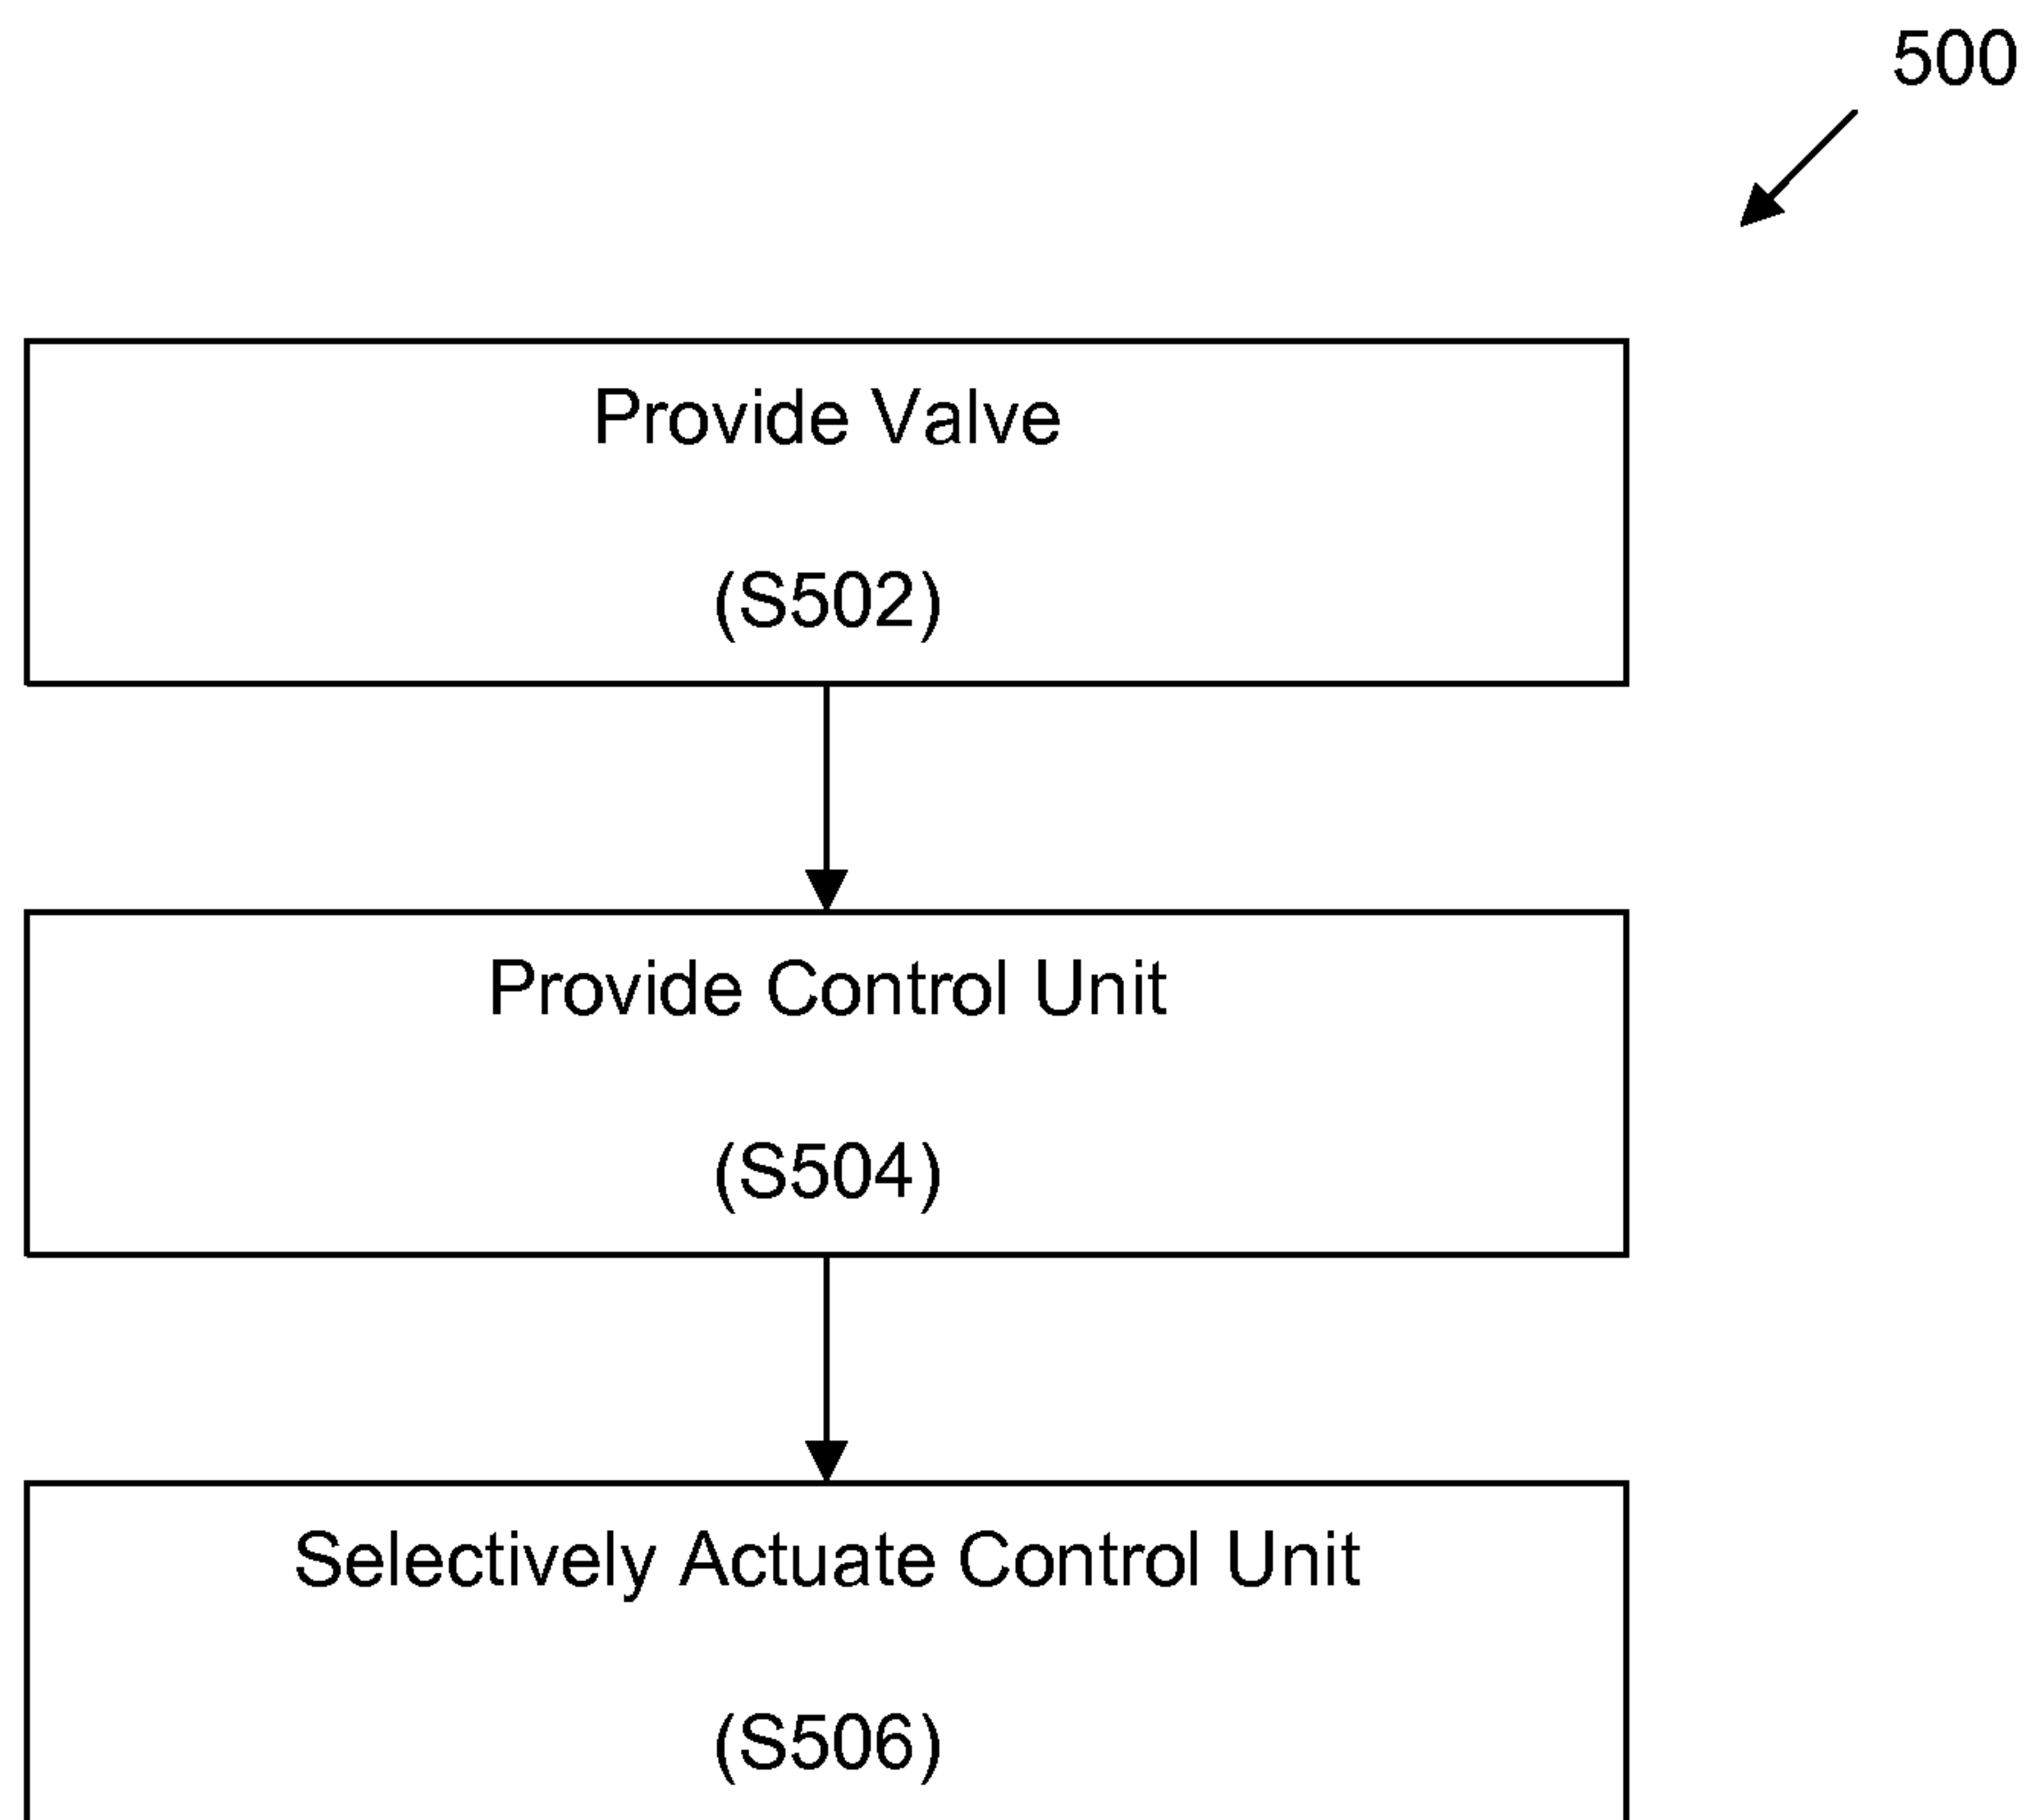 500
Provide Valve
(S502)
Provide Control Unit
(S504)
Selectively Actuate Control Unit
(S506)